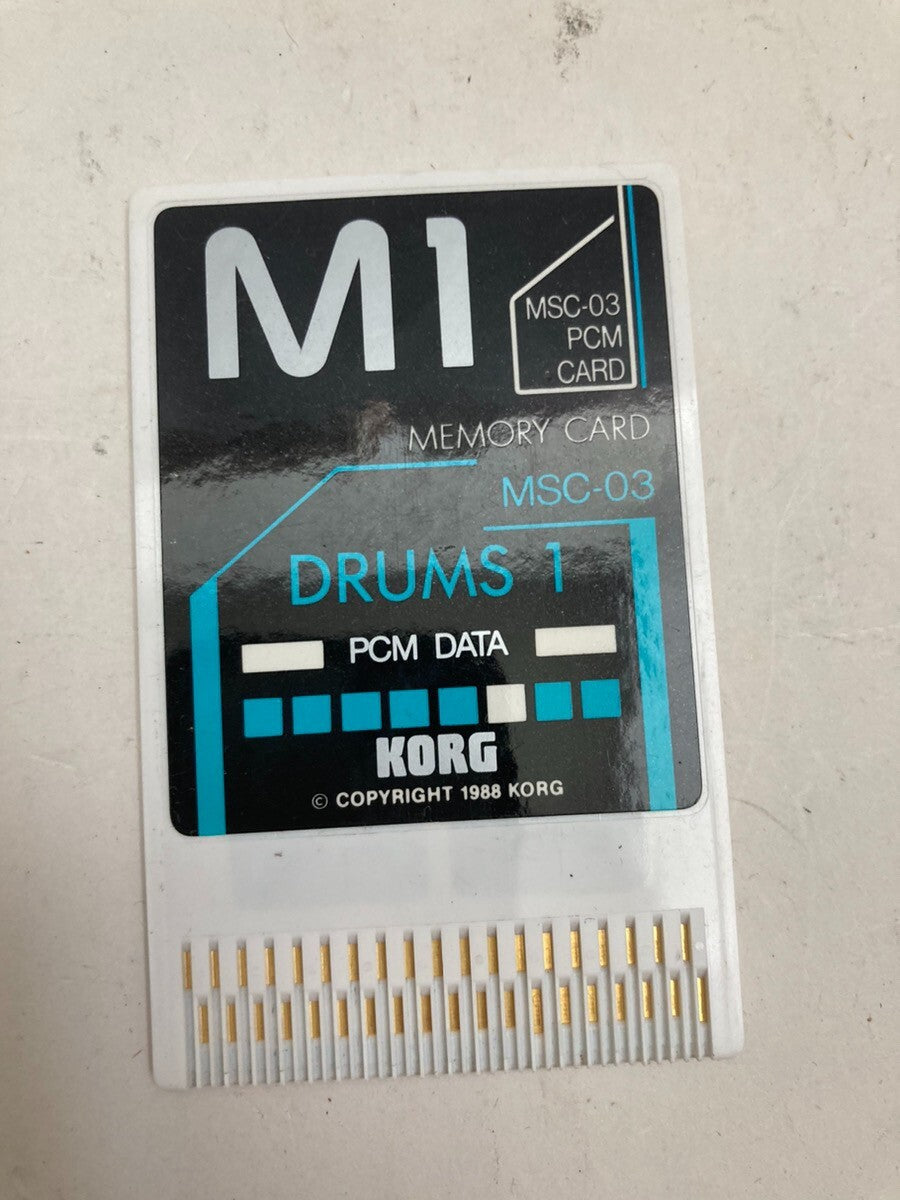 M1
MSC-03
PCM
CARD
MEMORY CARD
MSC-03
DRUMS 1
PCM DATA
KORG
© COPYRIGHT 1988 KORG